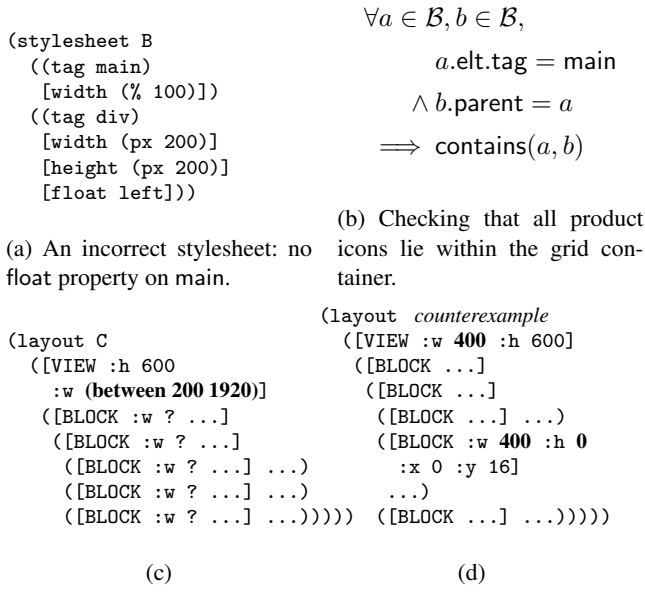 (stylesheet B
  ((tag main)
   [width (% 100)])
  ((tag div)
   [width (px 200)]
   [height (px 200)]
   [float left]))
(a) An incorrect stylesheet: no
float property on main.
∀a ∈ ℬ, b ∈ ℬ,
a.elt.tag = main
∧ b.parent = a
⟹ contains(a, b)
(b) Checking that all product
icons lie within the grid con-
tainer.
(layout C
  ([VIEW :h 600
    :w (between 200 1920)]
   ([BLOCK :w ? ...]
    ([BLOCK :w ? ...]
     ([BLOCK :w ? ...] ...)
     ([BLOCK :w ? ...] ...)
     ([BLOCK :w ? ...] ...)))))
(c)
(layout counterexample
  ([VIEW :w 400 :h 600]
   ([BLOCK ...]
    ([BLOCK ...]
     ([BLOCK ...] ...)
     ([BLOCK :w 400 :h 0
       :x 0 :y 16]
      ...)
     ([BLOCK ...] ...)))))
(d)